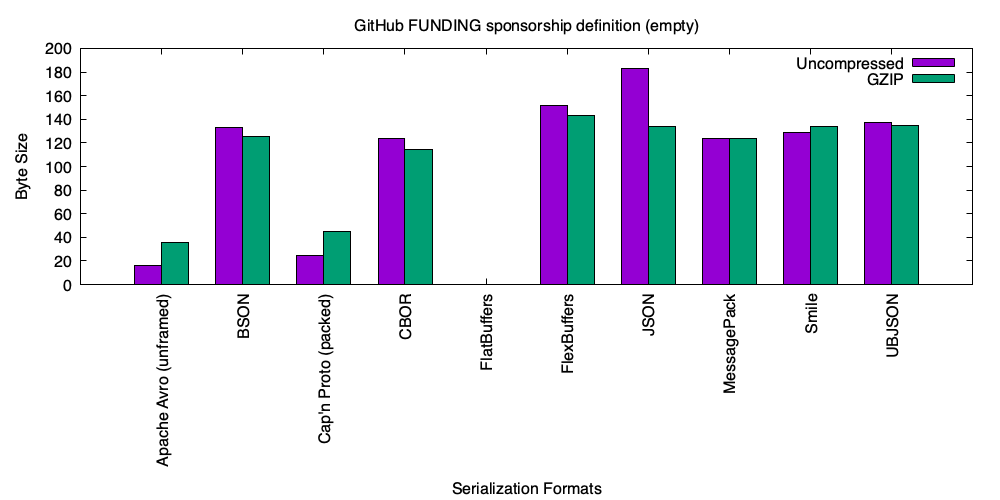 GitHub FUNDING sponsorship definition (empty)
Uncompressed
GZIP
Byte Size
200
180
160
140
120
100
80
60
40
20
0
Apache Avro (unframed)
BSON
Cap'n Proto (packed)
CBOR
FlatBuffers
FlexBuffers
JSON
MessagePack
Smile
UBJSON
Serialization Formats